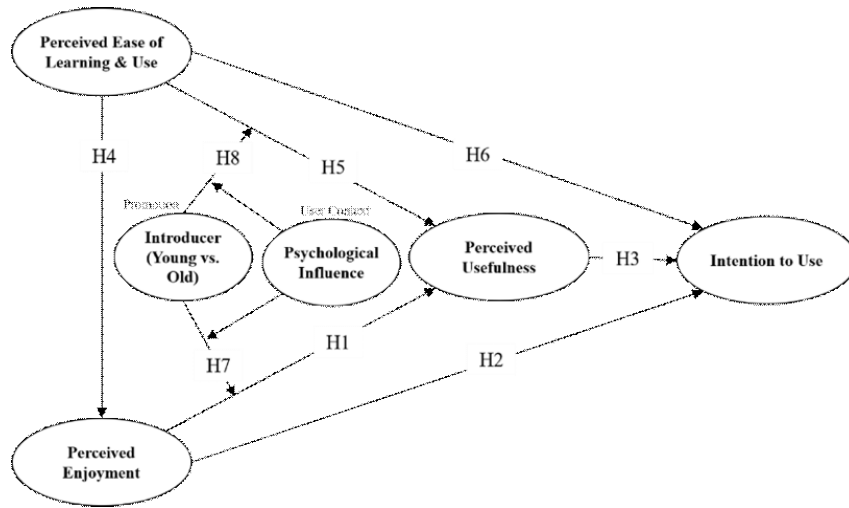 Perceived Ease of
Learning & Use
H6
H4
H8
H5
User Context
Introducer
(Young vs.
Old)
Psychological
Influence
Perceived
Usefulness
H3
Intention to Use
H1
H2
H7
Perceived
Enjoyment